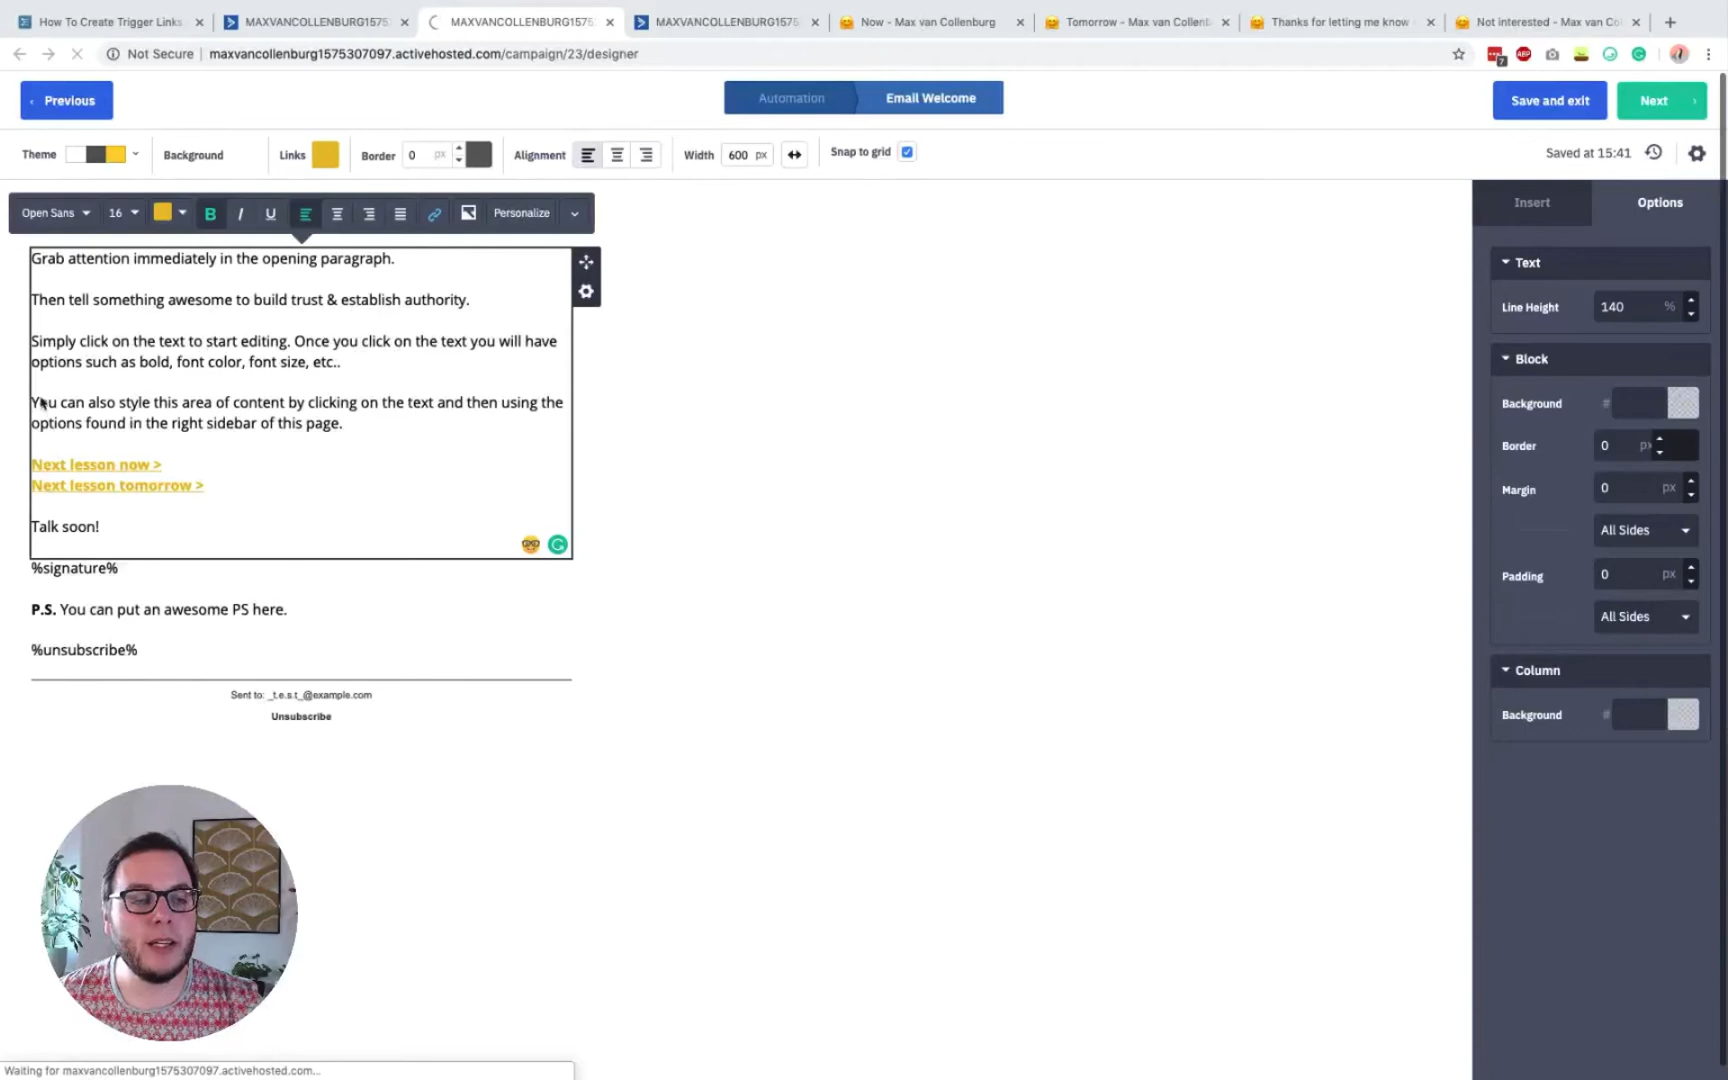 How To Create Trigger Links
MAXVANCOLLENBURG1575
MAXVANCOLLENBURG1575
MAXVANCOLLENBURG1575
Now - Max van Collenburg
Tomorrow - Max van Collenb
Thanks for letting me know
Not interested - Max van Co
Not Secure
maxvancollenburg1575307097.activehosted.com/campaign/23/designer
7
ABP
Previous
Automation
Email Welcome
Save and exit
Next
Theme
Background
Links
Border
0 px
Alignment
Width
600 px
Snap to grid
Saved at 15:41
Open Sans
16
B
I
U
Personalize
Insert
Options
Grab attention immediately in the opening paragraph.
Then tell something awesome to build trust & establish authority.
Simply click on the text to start editing. Once you click on the text you will have
options such as bold, font color, font size, etc..
You can also style this area of content by clicking on the text and then using the
options found in the right sidebar of this page.
Next lesson now >
Next lesson tomorrow >
Talk soon!
%signature%
P.S. You can put an awesome PS here.
%unsubscribe%
Sent to: _t.e.s.t_@example.com
Unsubscribe
Text
Line Height
140 %
Block
Background
#
Border
0 px
Margin
0 px
All Sides
Padding
0 px
All Sides
Column
Background
#
Waiting for maxvancollenburg1575307097.activehosted.com...